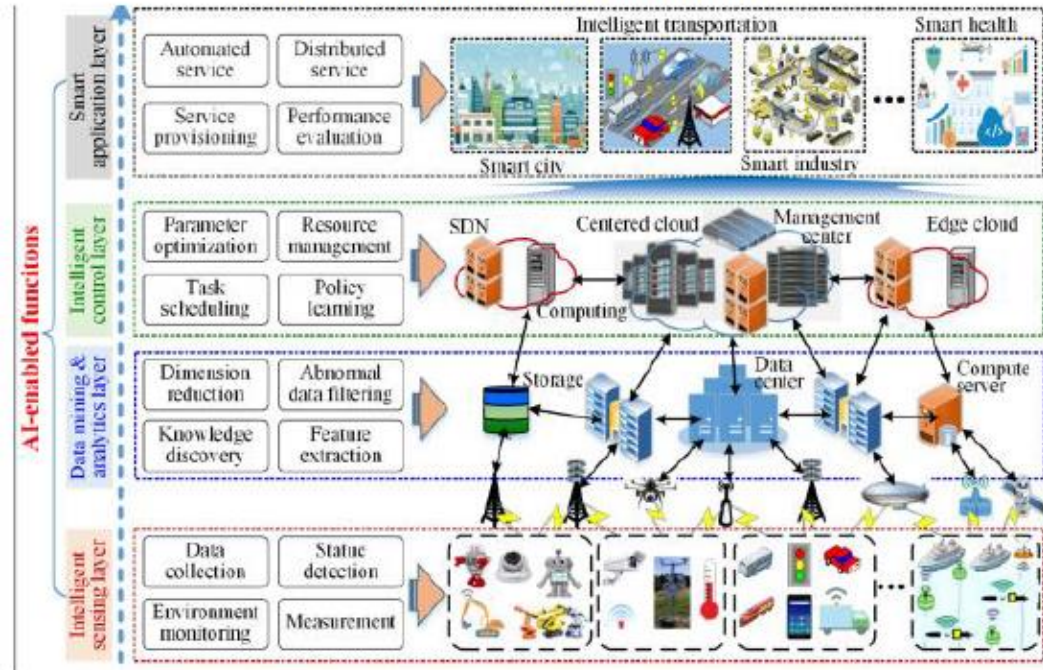 Smart
application layer
Automated
service
Distributed
service
Service
provisioning
Performance
evaluation
Intelligent transportation
Smart health
Smart city
Smart industry
AI-enabled funcitons
Intelligent
control layer
Parameter
optimization
Resource
management
Task
scheduling
Policy
learning
SDN
Centered cloud
Management
center
Edge cloud
Computing
Data mining &
analytics layer
Dimension
reduction
Abnormal
data filtering
Knowledge
discovery
Feature
extraction
Storage
Data
center
Compute
server
Intelligent
sensing layer
Data
collection
Statue
detection
Environment
monitoring
Measurement